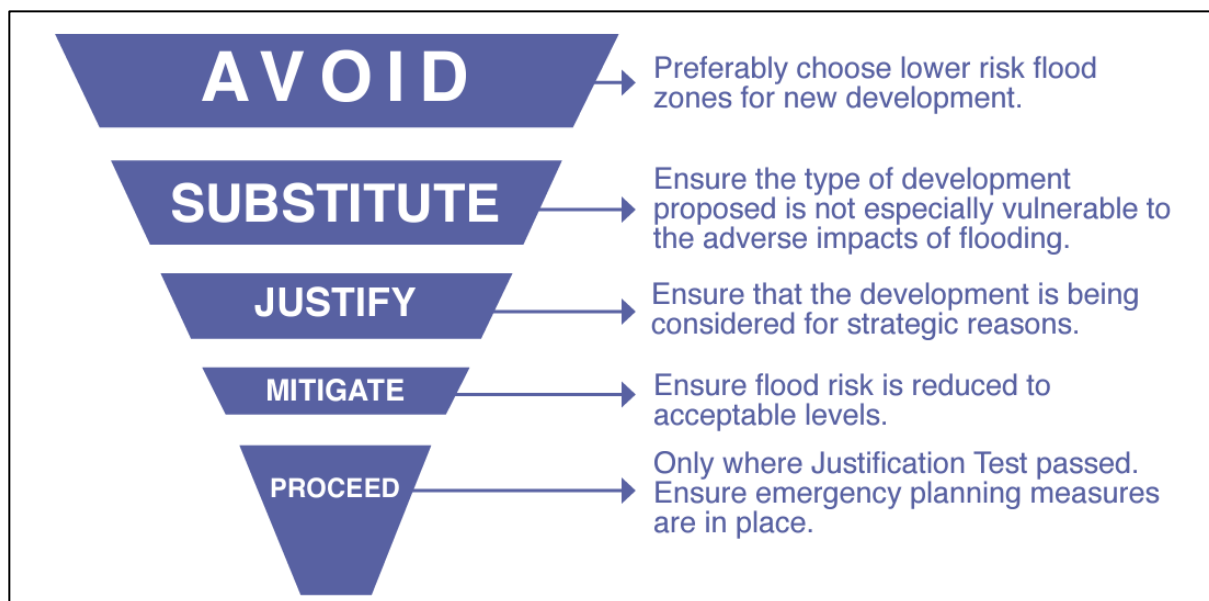 AVOID
Preferably choose lower risk flood
zones for new development.
SUBSTITUTE
Ensure the type of development
proposed is not especially vulnerable to
the adverse impacts of flooding.
JUSTIFY
Ensure that the development is being
considered for strategic reasons.
MITIGATE
Ensure flood risk is reduced to
acceptable levels.
PROCEED
Only where Justification Test passed.
Ensure emergency planning measures
are in place.